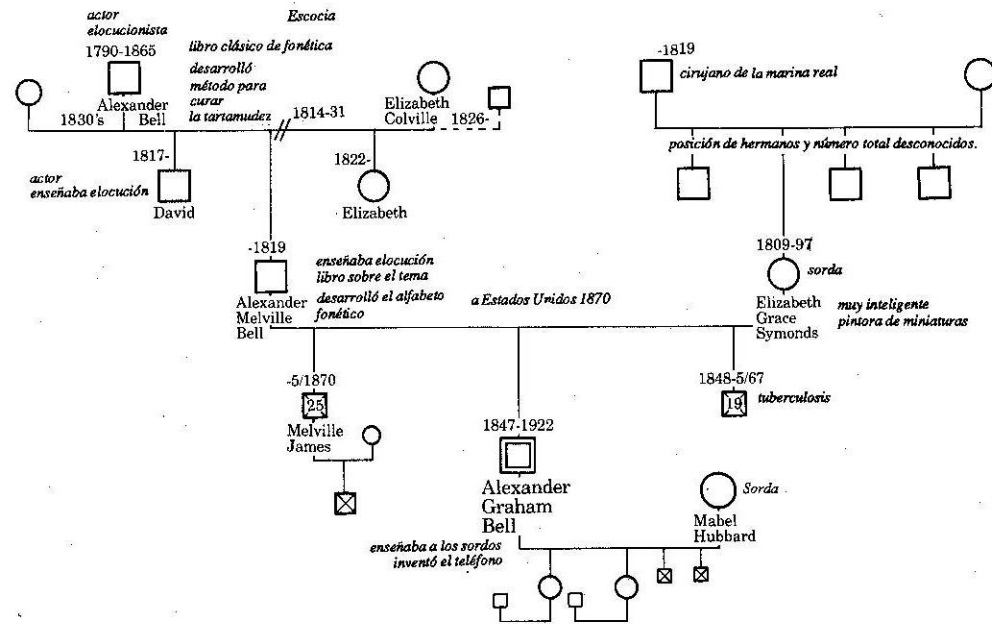 actor
elocucionista
1790-1865
Escocia
libro clásico de fonética
desarrolló
método para
curar
la tartamudez
Alexander
Bell
1830's
1814-31
Elizabeth
Colville
1826-
-1819
cirujano de la marina real
posición de hermanos y número total desconocidos.
1817-
actor
enseñaba elocución
David
1822-
Elizabeth
-1819
enseñaba elocución
libro sobre el tema
desarrolló el alfabeto
fonético
Alexander
Melville
Bell
a Estados Unidos 1870
1809-97
sorda
Elizabeth
Grace
Symonds
muy inteligente
pintora de miniaturas
-5/1870
25
Melville
James
1848-5/67
19
tuberculosis
1847-1922
Alexander
Graham
Bell
enseñaba a los sordos
inventó el teléfono
Sorda
Mabel
Hubbard